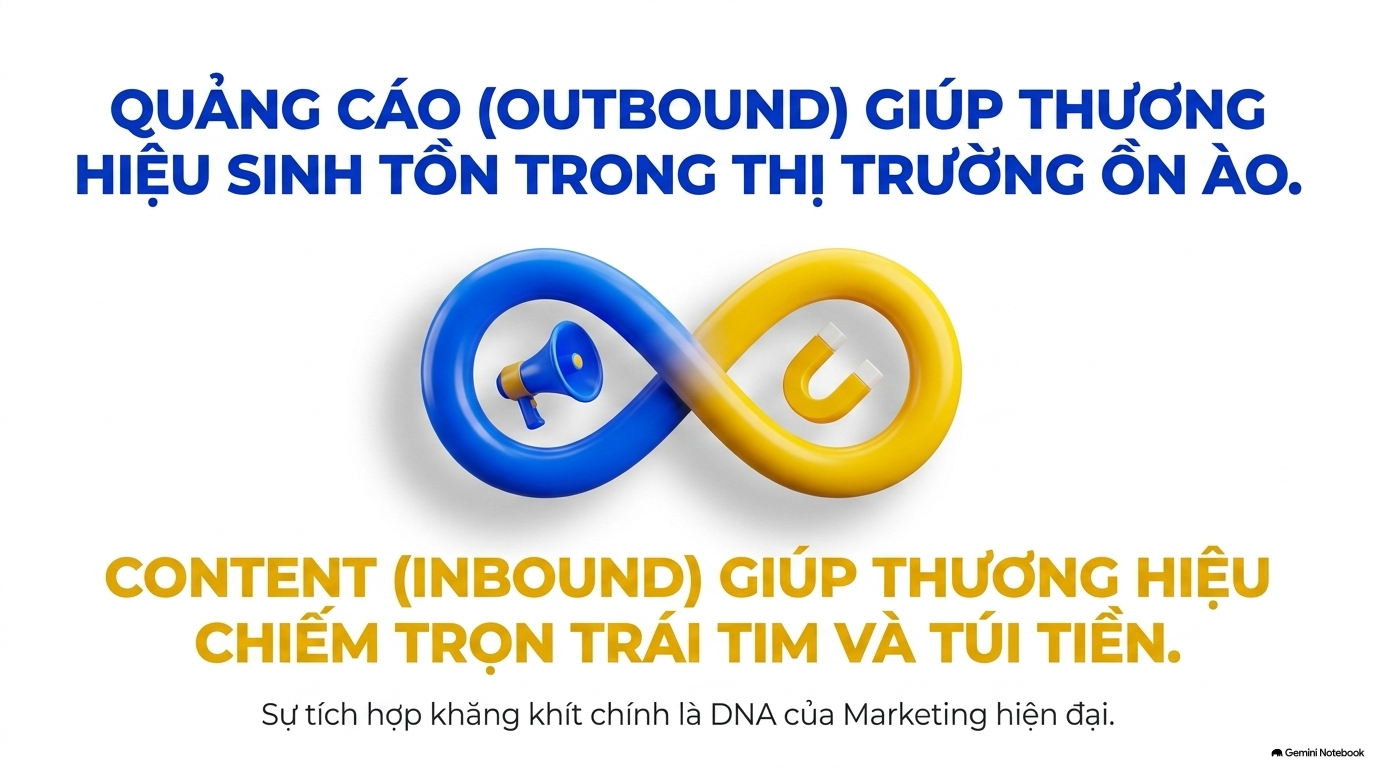 QUẢNG CÁO (OUTBOUND) GIÚP THƯƠNG
HIỆU SINH TỒN TRONG THỊ TRƯỜNG ỒN ÀO.
CONTENT (INBOUND) GIÚP THƯƠNG HIỆU
CHIẾM TRỌN TRÁI TIM VÀ TÚI TIỀN.
Sự tích hợp khăng khít chính là DNA của Marketing hiện đại.
Gemini Notebook